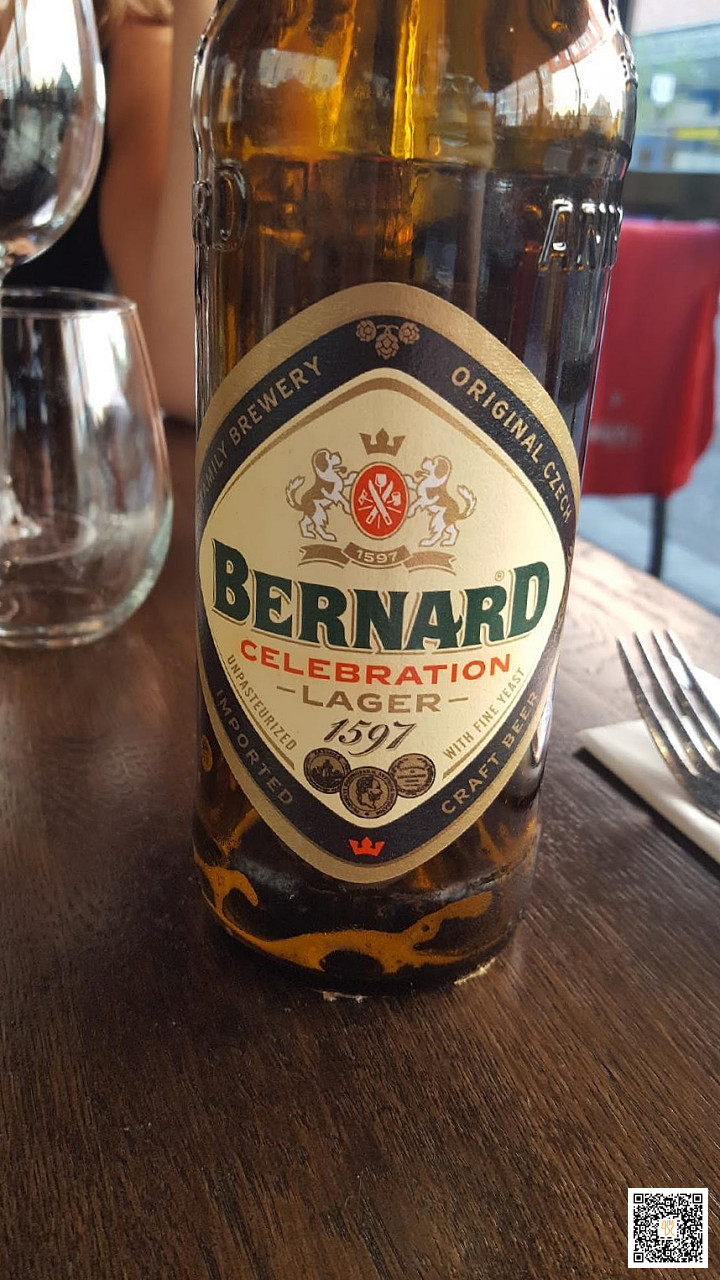 FAMILY BREWERY
ORIGINAL CZECH
1597
BERNARD®
CELEBRATION
LAGER
1597
UNPASTEURIZED
WITH FINE YEAST
IMPORTED
CRAFT BEER